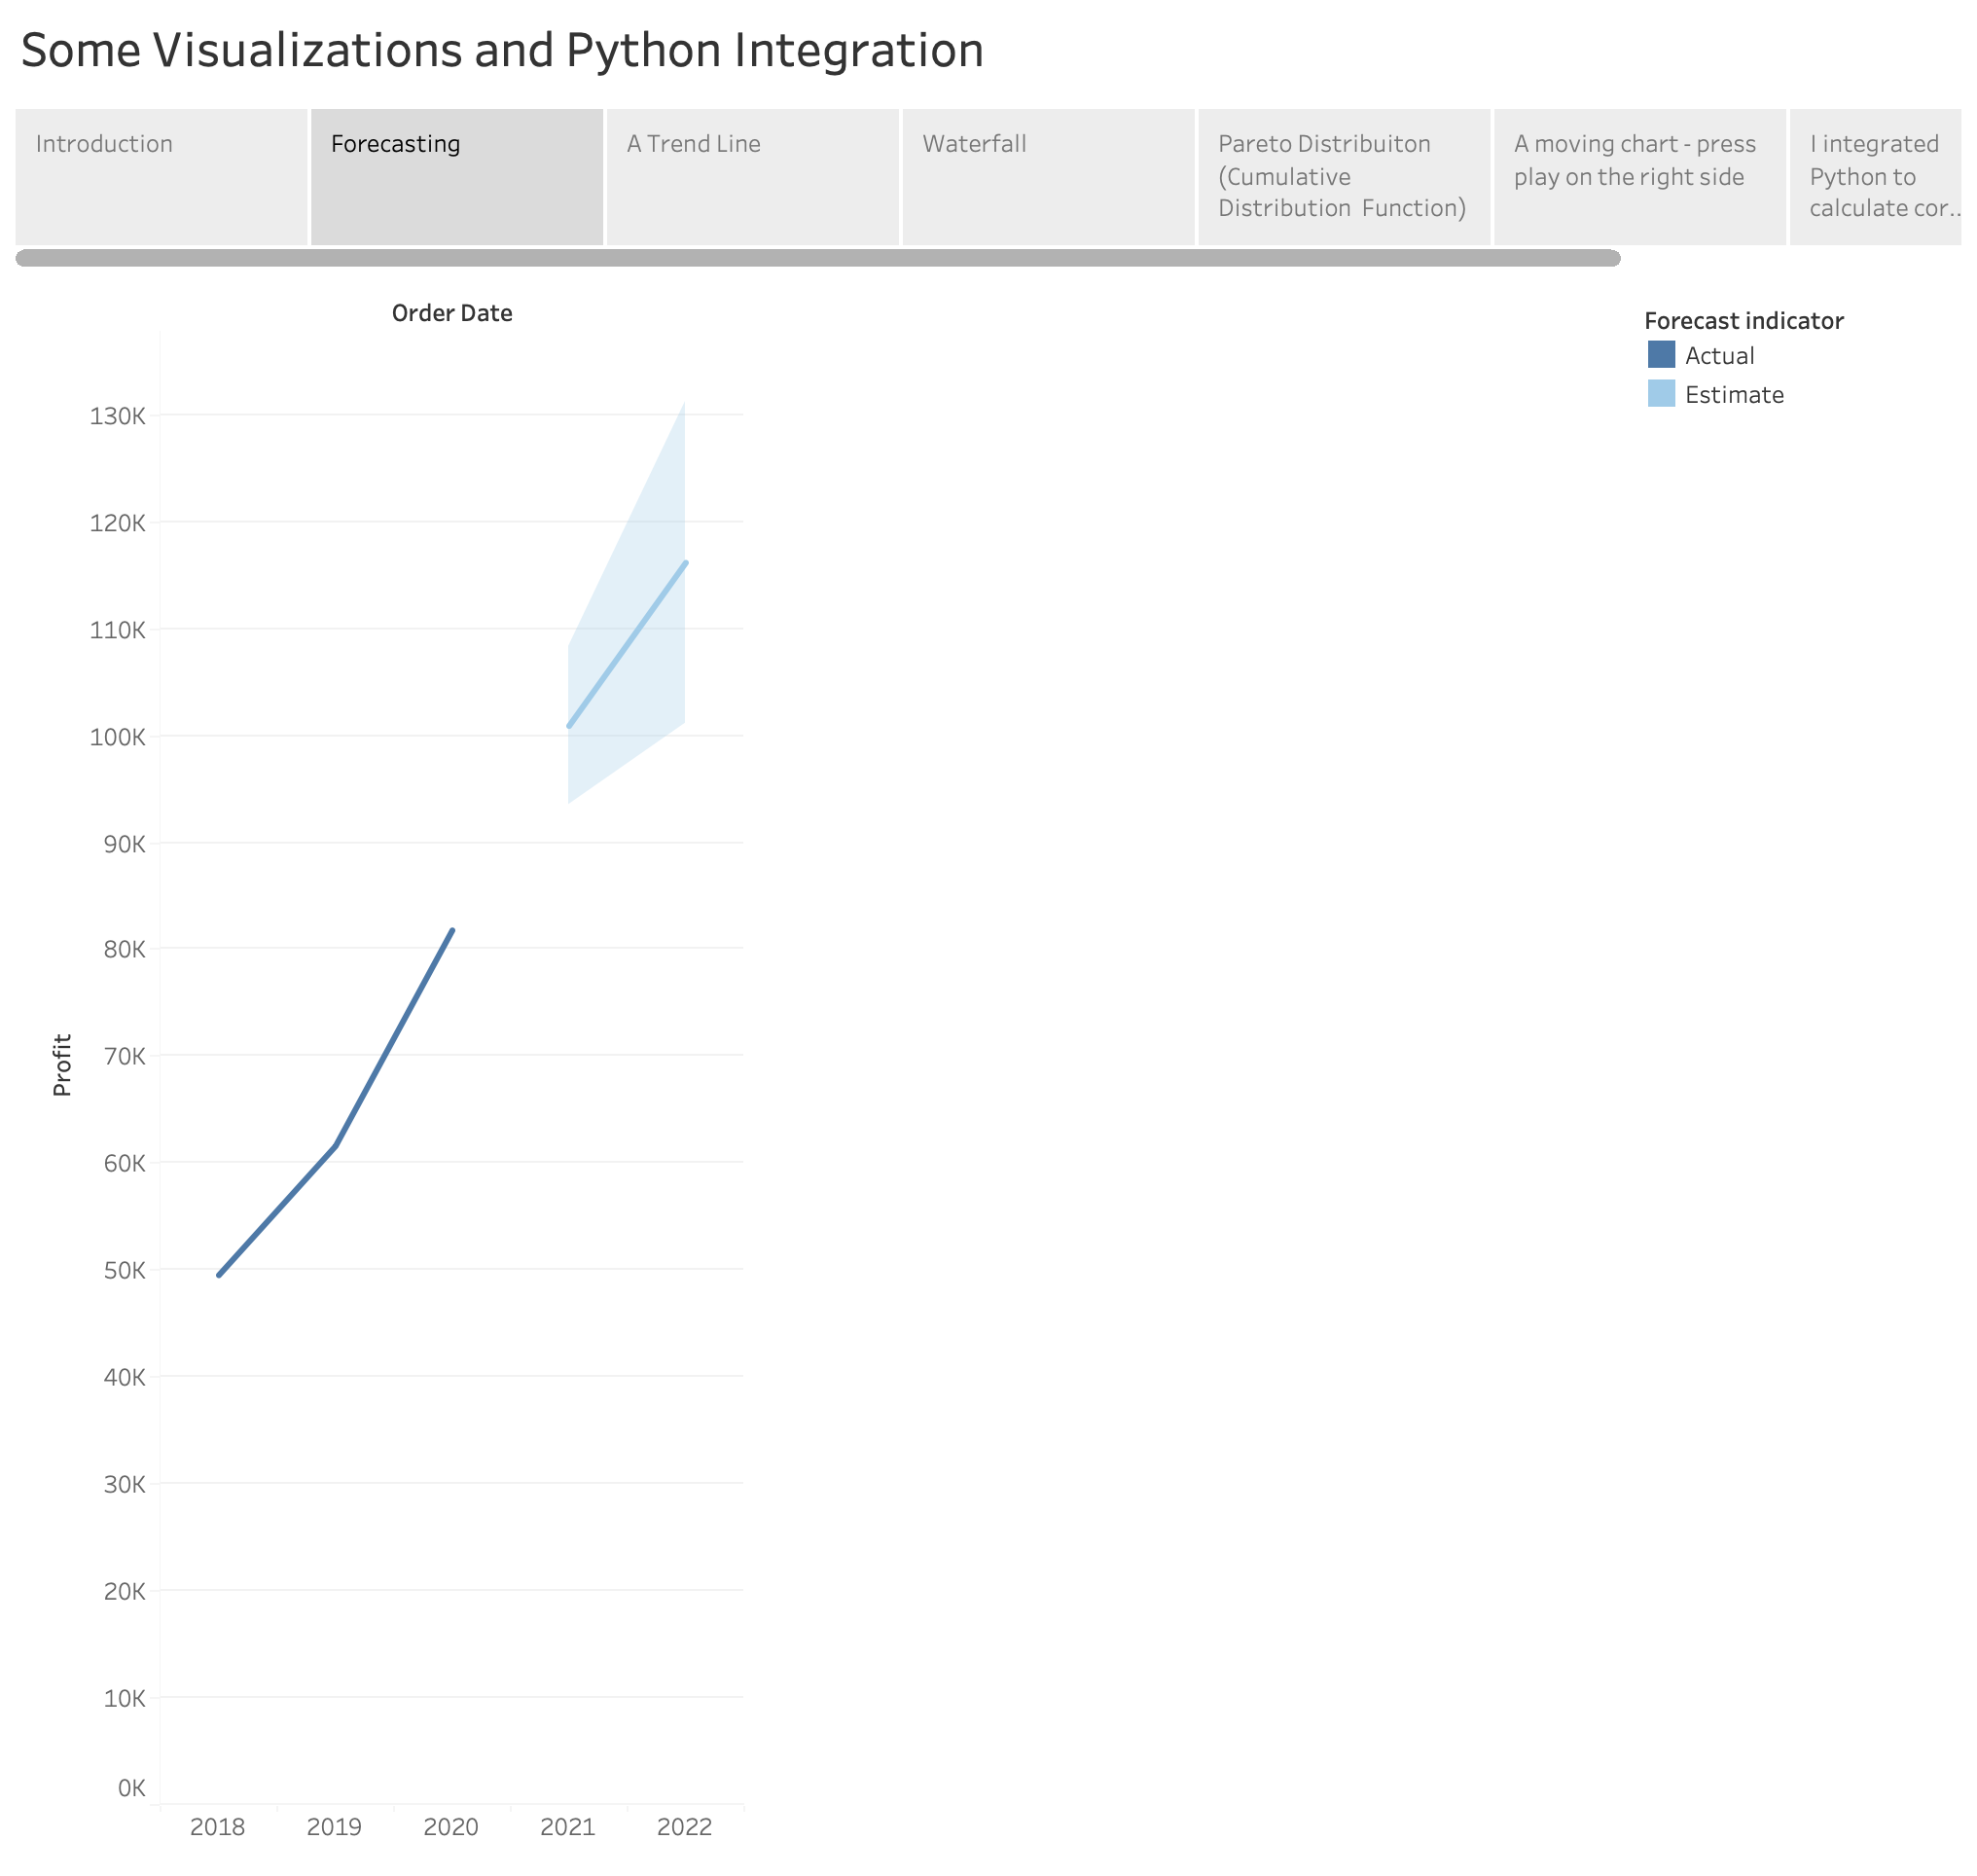 Some Visualizations and Python Integration
Introduction
Forecasting
A Trend Line
Waterfall
Pareto Distribuiton
(Cumulative
Distribution Function)
A moving chart - press
play on the right side
I integrated
Python to
calculate cor..
Order Date
Forecast indicator
Actual
Estimate
130K
120K
110K
100K
90K
80K
70K
60K
50K
40K
30K
20K
10K
0K
Profit
2018 2019 2020 2021 2022